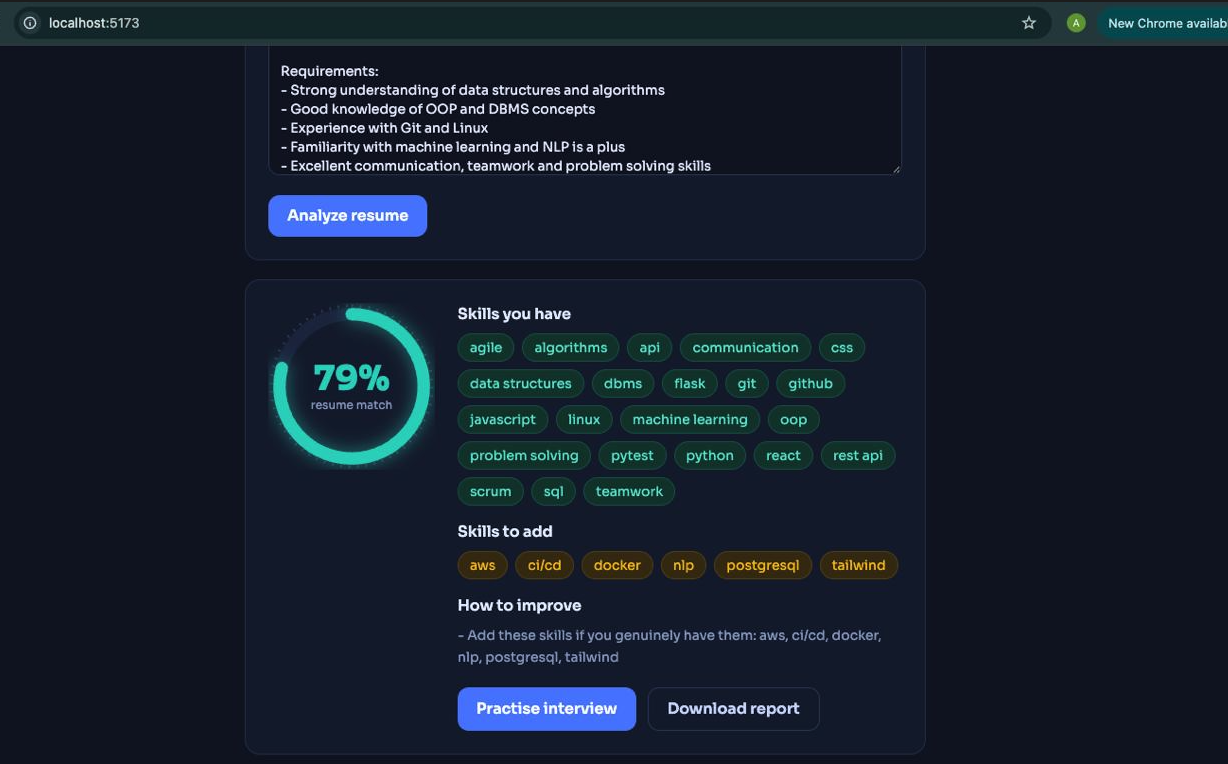 localhost:5173
A
New Chrome availab
Requirements:
- Strong understanding of data structures and algorithms
- Good knowledge of OOP and DBMS concepts
- Experience with Git and Linux
- Familiarity with machine learning and NLP is a plus
- Excellent communication, teamwork and problem solving skills
Analyze resume
79%
resume match
Skills you have
agile algorithms api communication css
data structures dbms flask git github
javascript linux machine learning oop
problem solving pytest python react rest api
scrum sql teamwork
Skills to add
aws ci/cd docker nlp postgresql tailwind
How to improve
- Add these skills if you genuinely have them: aws, ci/cd, docker,
nlp, postgresql, tailwind
Practise interview Download report